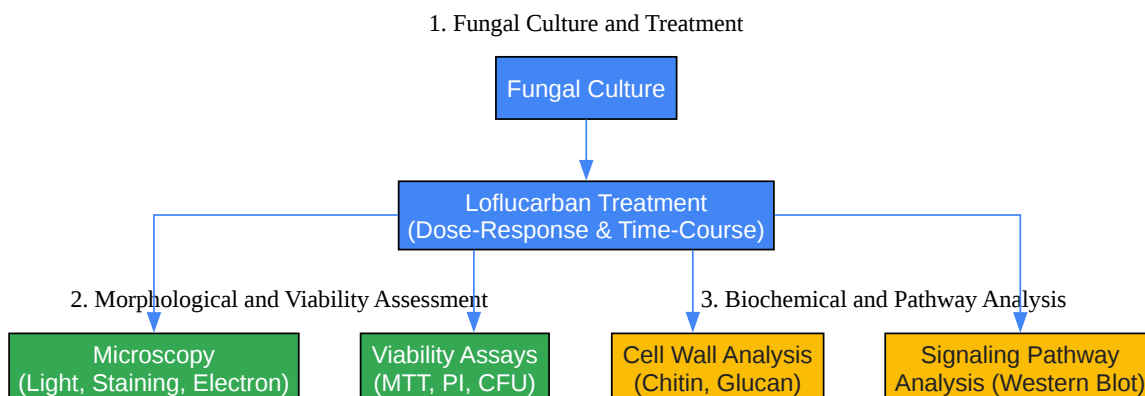 1. Fungal Culture and Treatment
Fungal Culture
Loflucarban Treatment
(Dose-Response & Time-Course)
2. Morphological and Viability Assessment
3. Biochemical and Pathway Analysis
Microscopy
(Light, Staining, Electron)
Viability Assays
(MTT, PI, CFU)
Cell Wall Analysis
(Chitin, Glucan)
Signaling Pathway
Analysis (Western Blot)